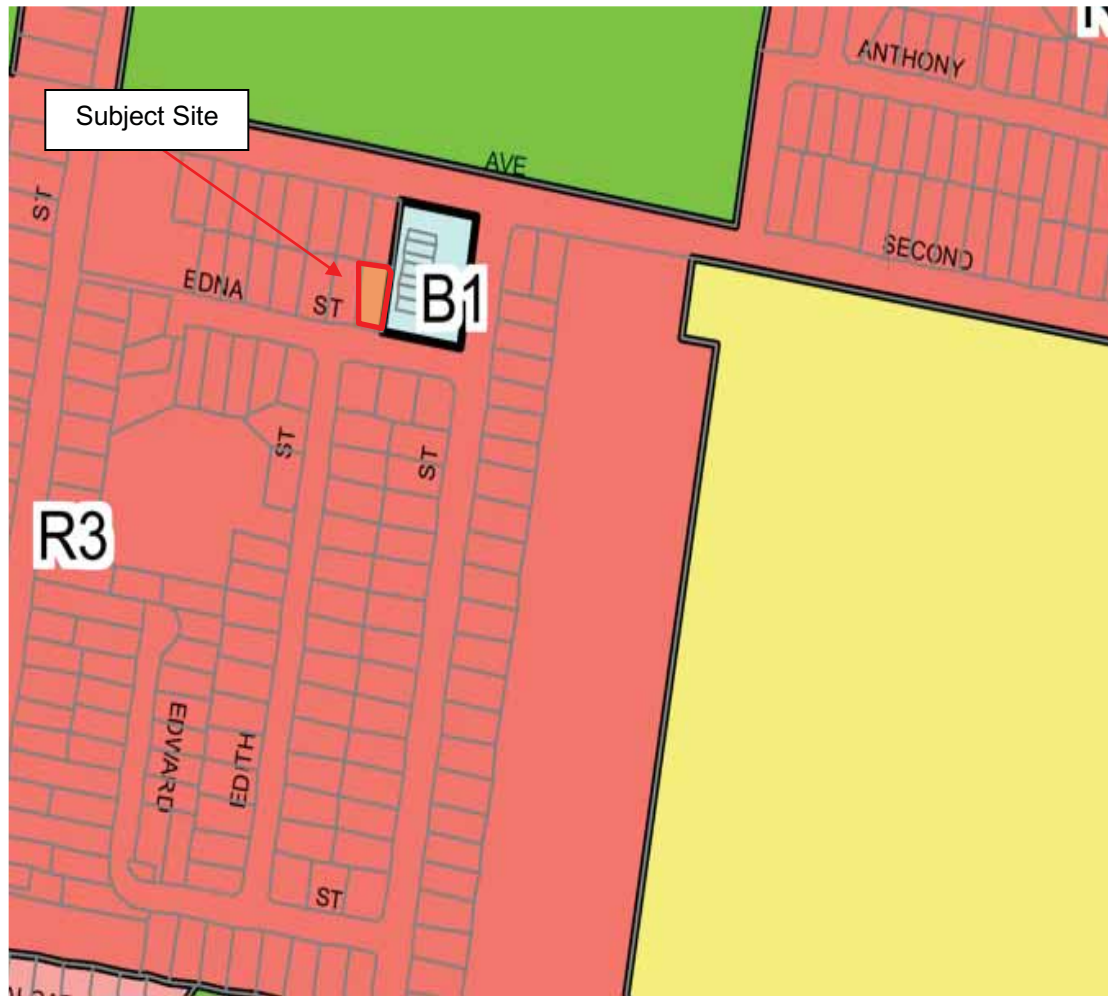 ANTHONY
Subject Site
AVE
ST
SECOND
EDNA
ST
B1
ST
ST
R3
EDWARD
EDITH
ST